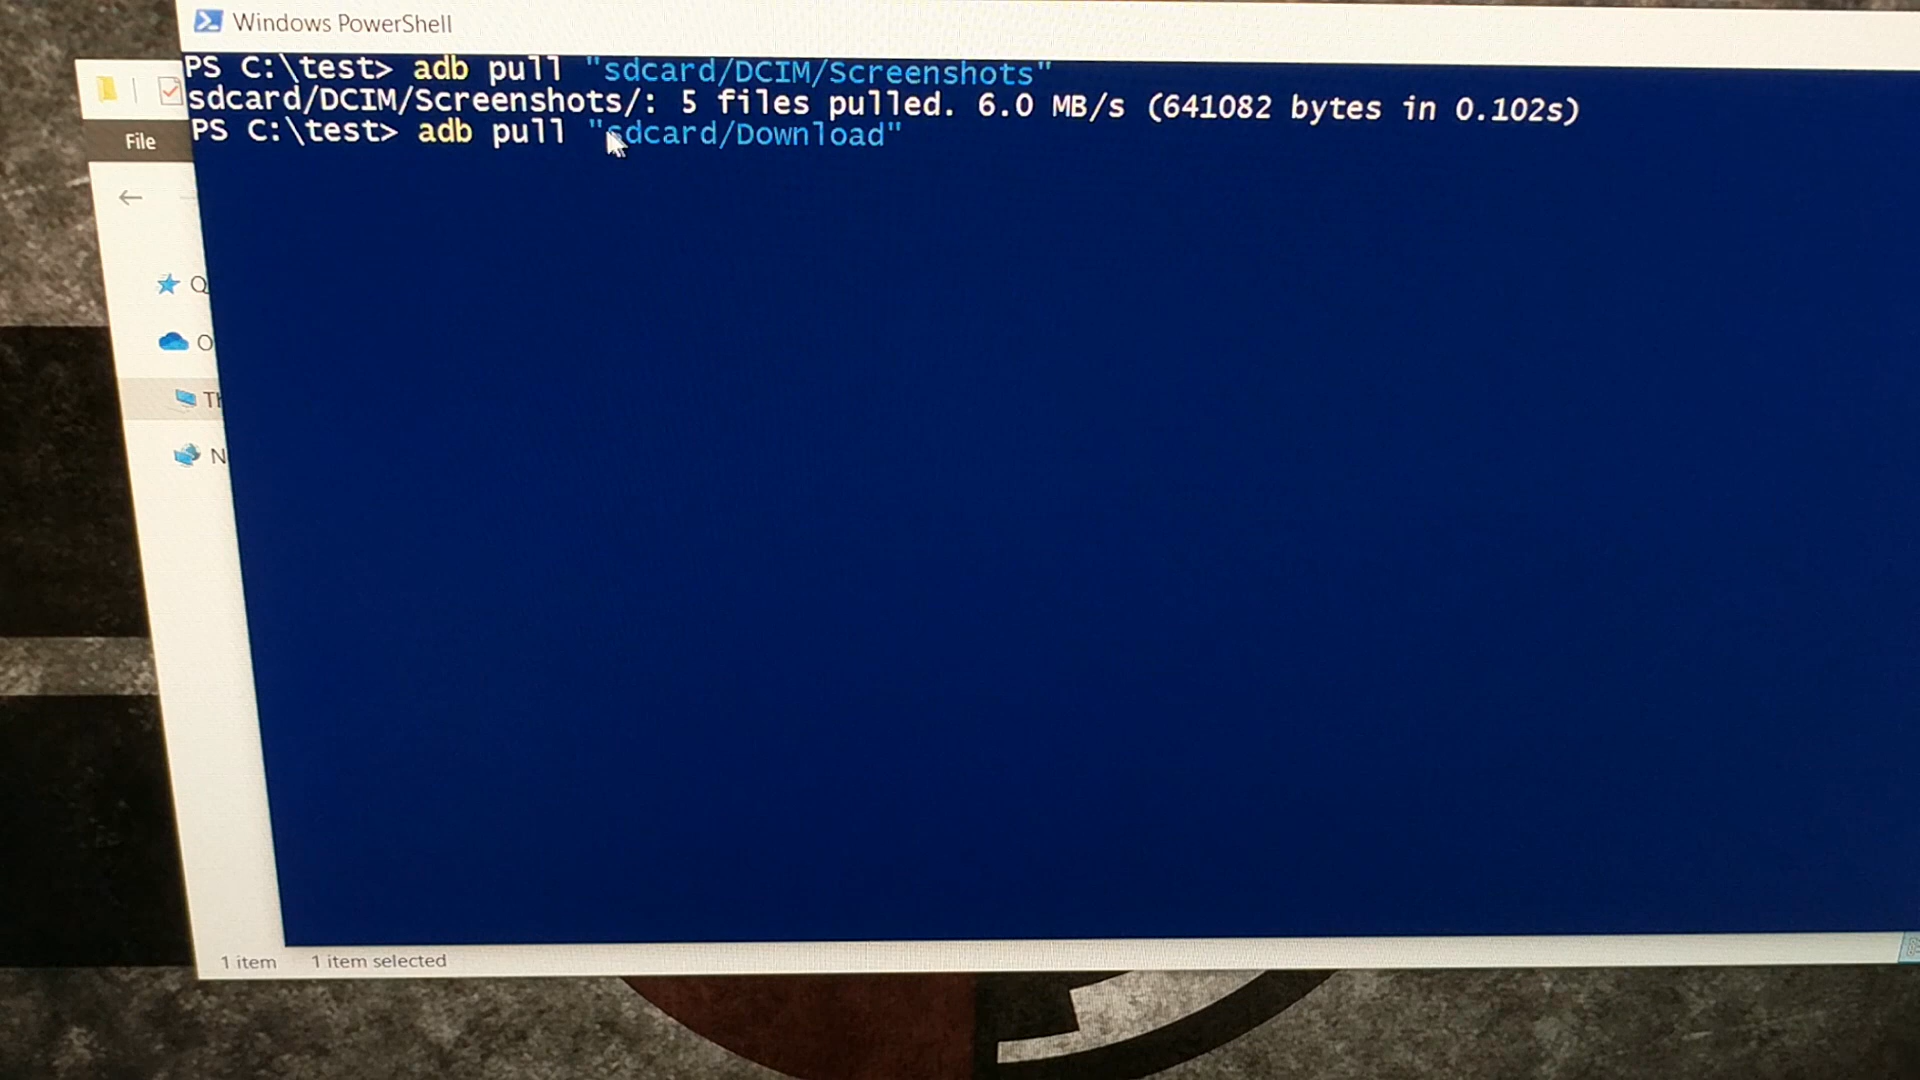 Windows PowerShell
PS C:\test> adb pull "sdcard/DCIM/Screenshots"
sdcard/DCIM/Screenshots/: 5 files pulled. 6.0 MB/s (641082 bytes in 0.102s)
PS C:\test> adb pull "sdcard/Download"
File
Q
O
Th
N
1 item 1 item selected